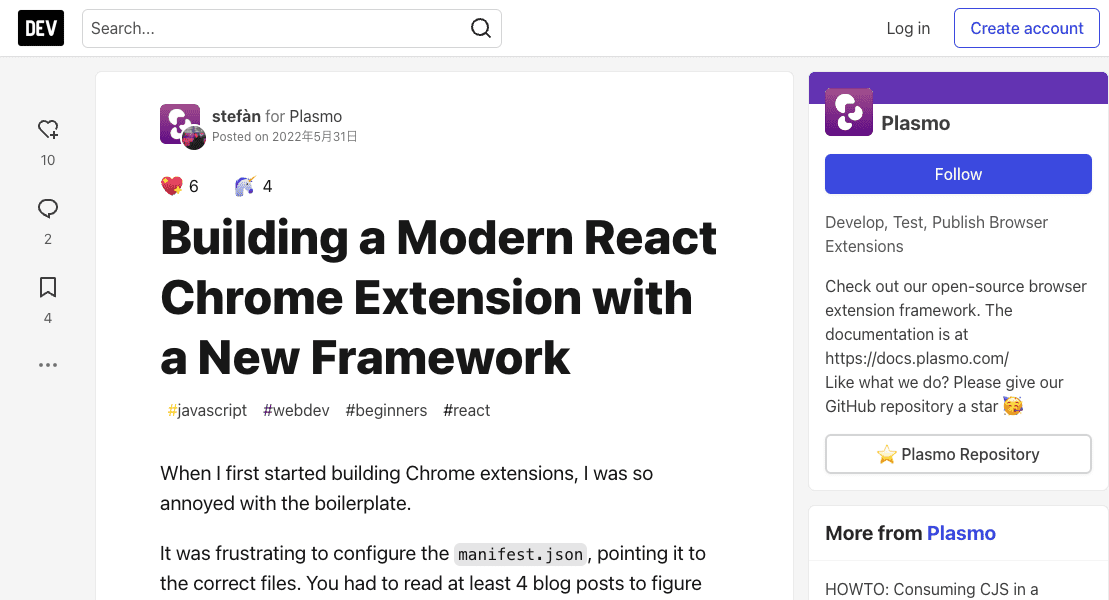 DEV
Search...
Log in
Create account
10
2
4
stefàn for Plasmo
Posted on 2022年5月31日
6
4
Building a Modern React
Chrome Extension with
a New Framework
#javascript #webdev #beginners #react
When I first started building Chrome extensions, I was so
annoyed with the boilerplate.
It was frustrating to configure the manifest.json, pointing it to
the correct files. You had to read at least 4 blog posts to figure
Plasmo
Follow
Develop, Test, Publish Browser
Extensions
Check out our open-source browser
extension framework. The
documentation is at
https://docs.plasmo.com/
Like what we do? Please give our
GitHub repository a star 🥳
⭐ Plasmo Repository
More from Plasmo
HOWTO: Consuming CJS in a